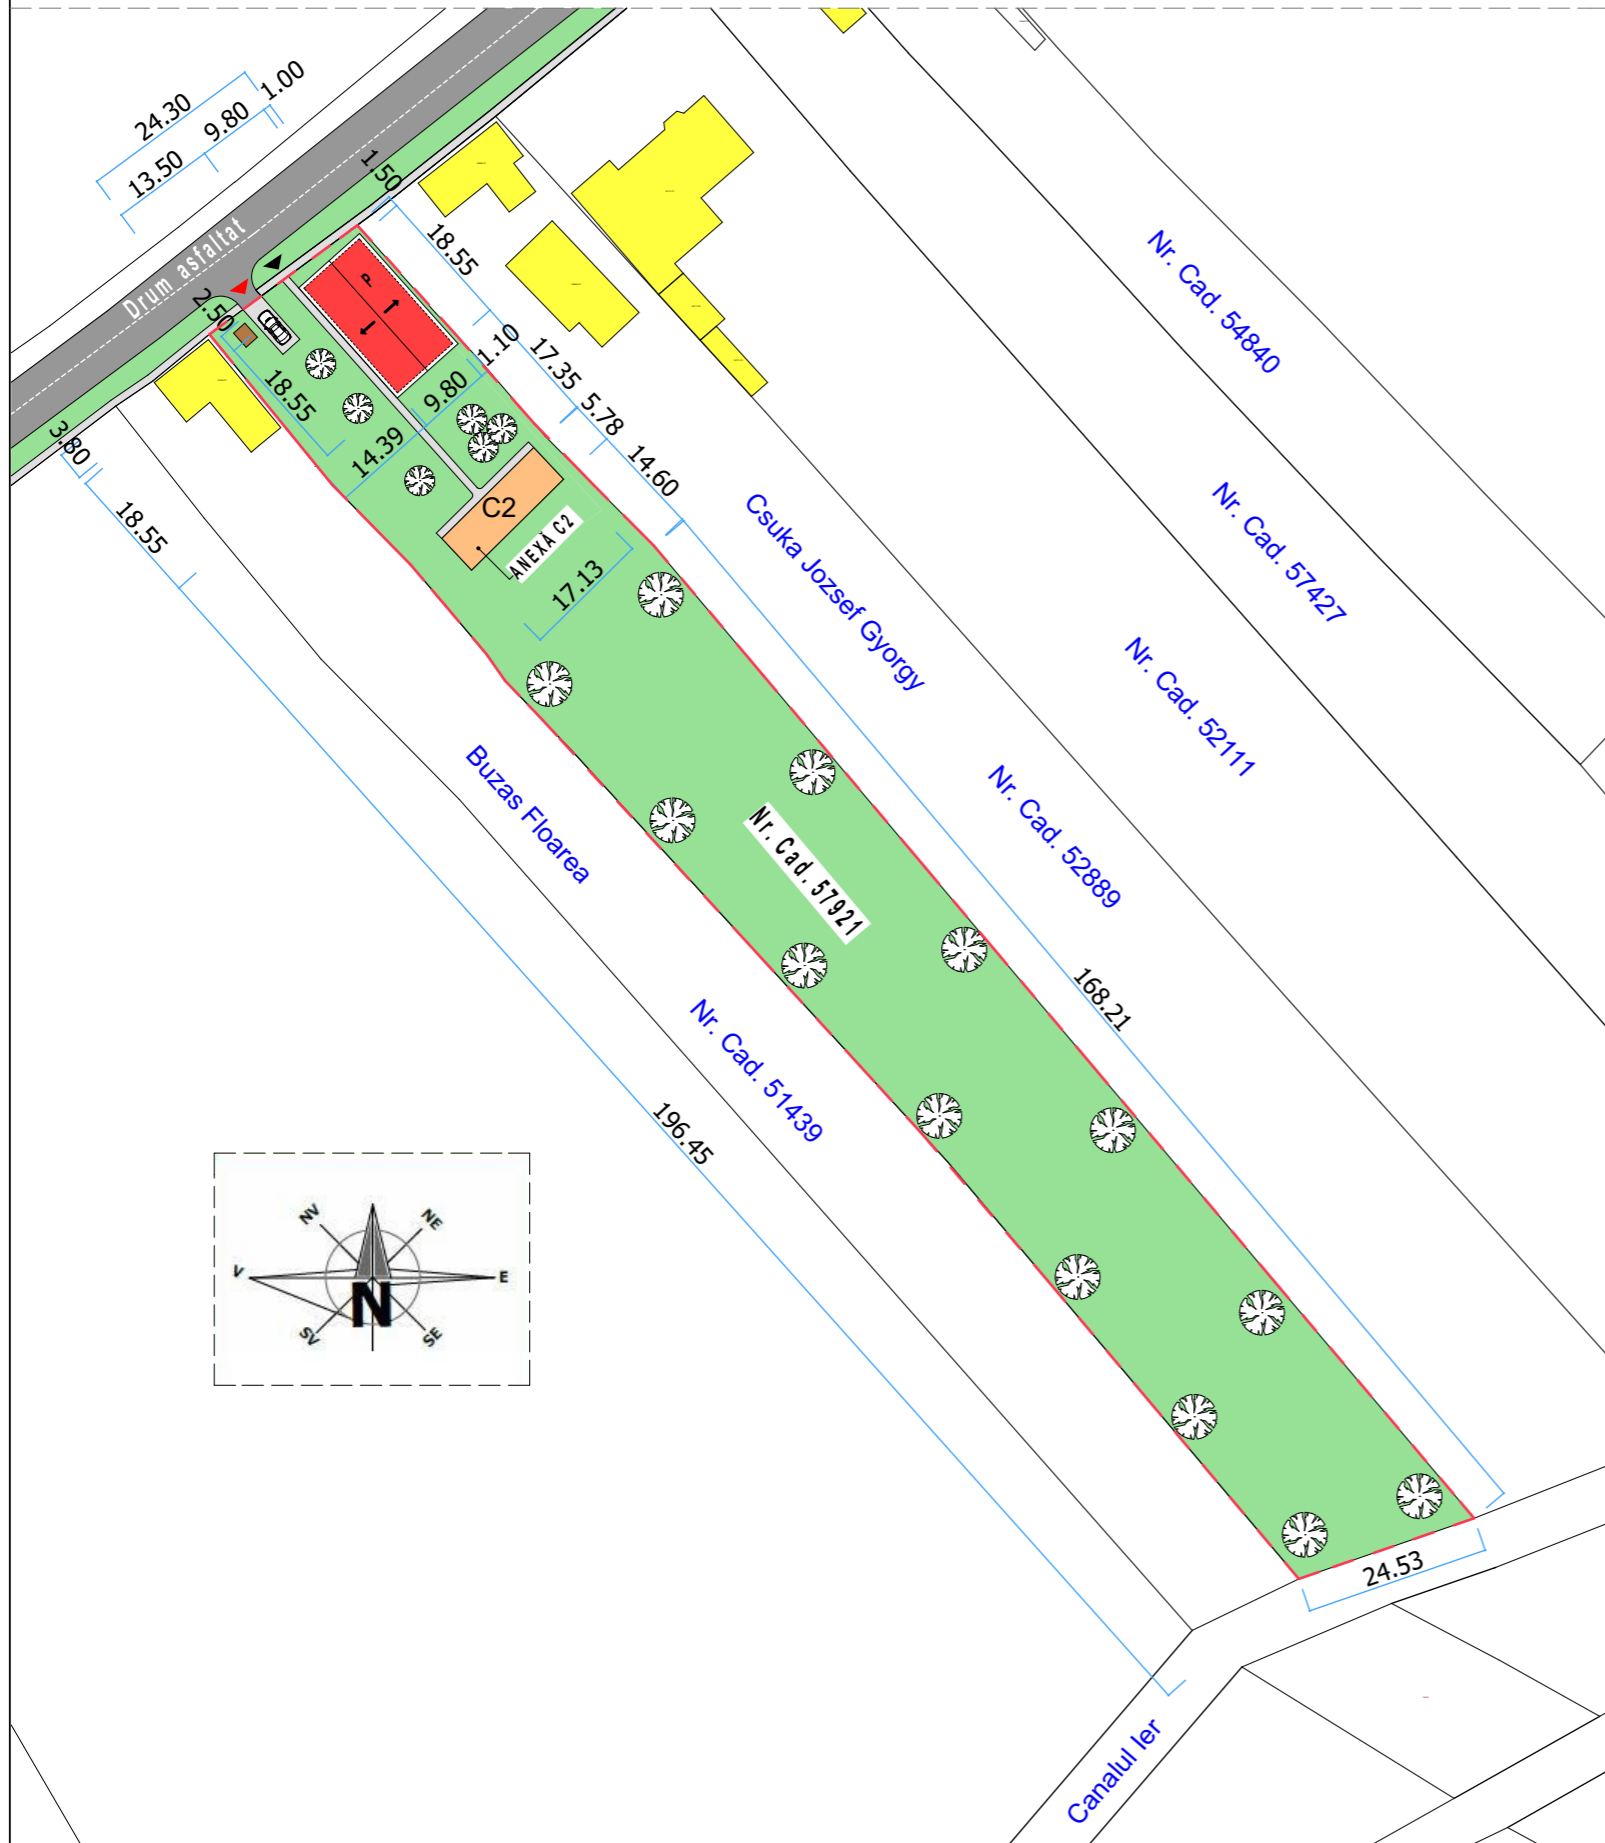 24.30
9.80
1.00
13.50
1.50
Drum asfaltat
18.55
P
2.50
1.10
17.35
5.78
14.60
9.80
18.55
14.39
3.80
18.55
C2
ANEXĂ C2
17.13
Nr. Cad. 54840
Nr. Cad. 57427
Nr. Cad. 52111
Csuka Jozsef Gyorgy
Nr. Cad. 52889
Buzas Floarea
Nr. Cad. 57921
168.21
Nr. Cad. 51439
196.45
NV
NE
V
E
N
SV
SE
24.53
Canalul Ier